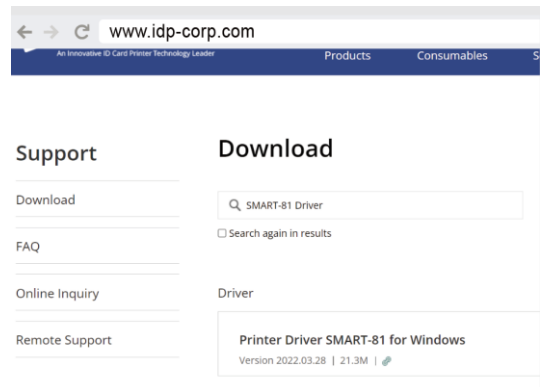 www.idp-corp.com
An Innovative ID Card Printer Technology Leader
Products Consumables S
Support
Download
FAQ
Online Inquiry
Remote Support
Download
SMART-81 Driver
Search again in results
Driver
Printer Driver SMART-81 for Windows
Version 2022.03.28 | 21.3M |